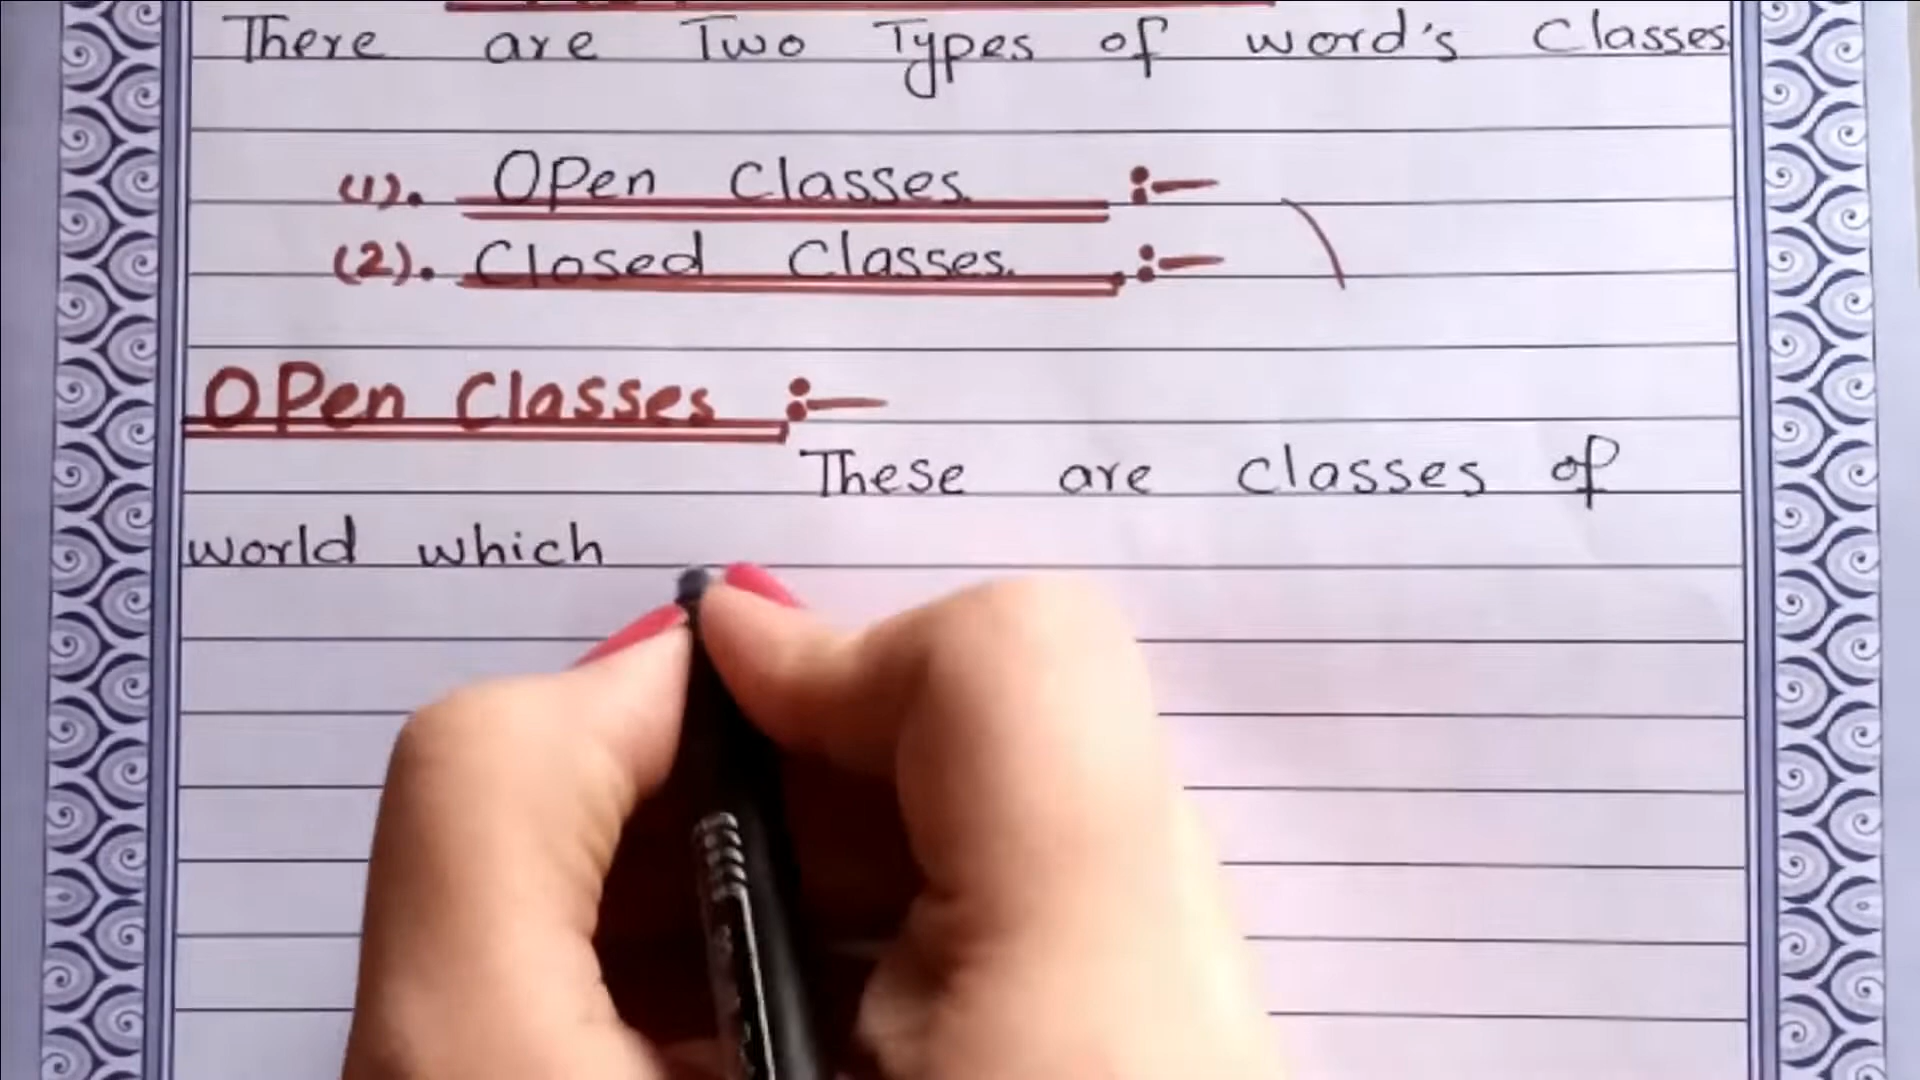 There are Two Types of word's Classes
(1). Open Classes. :-
(2). Closed Classes. :-
Open Classes :-
These are classes of
world which